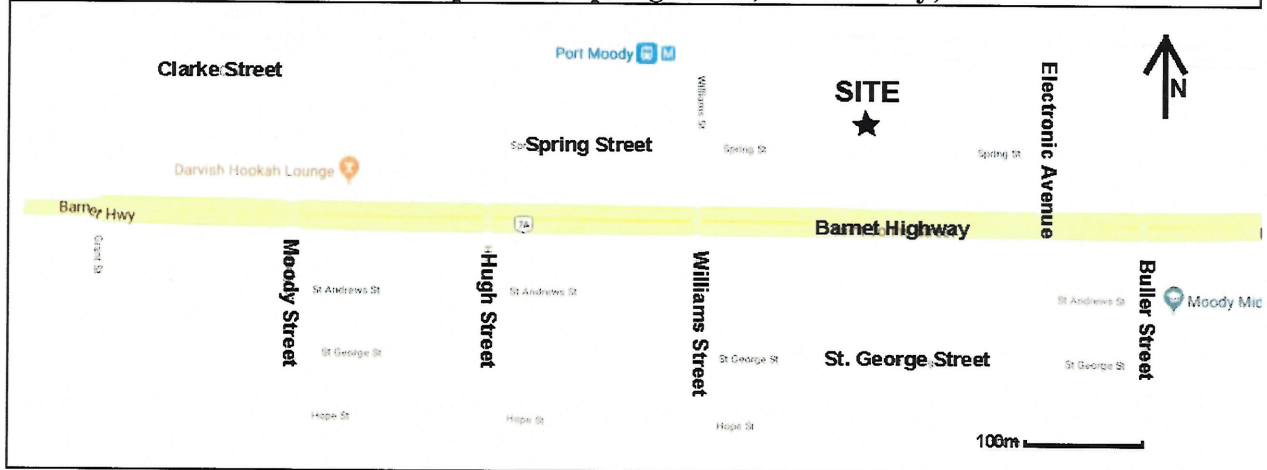 Port Moody M
Clarke Street
Electronic Avenue
Williams St
SITE
N
Spring Street
Spring St
Spring St
Darvish Hookah Lounge
Barnet Hwy
7A
Barnet Highway
Grant St
Moody Street
Hugh Street
Williams Street
Buller Street
St Andrews St
St Andrews St
St Andrews St
Moody Mid
St George St
St George St
St. George Street
St George St
Hope St
Hope St
Hope St
100m